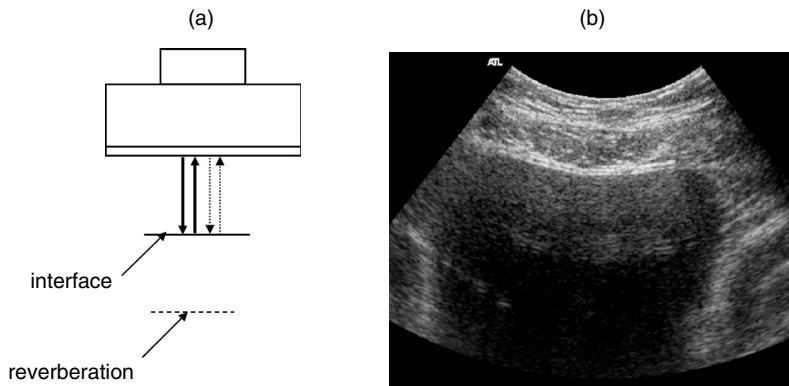 (a)
(b)
ATL
interface
reverberation